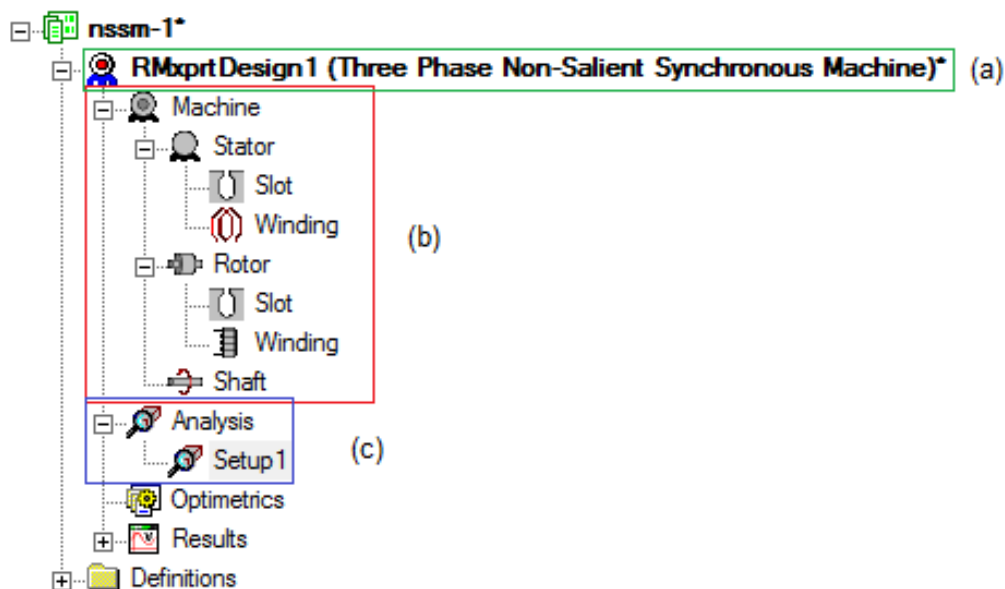 nssm-1*
RMxprtDesign1 (Three Phase Non-Salient Synchronous Machine)* (a)
Machine
Stator
Slot
Winding
(b)
Rotor
Slot
Winding
Shaft
Analysis
(c)
Setup1
Optimetrics
Results
Definitions